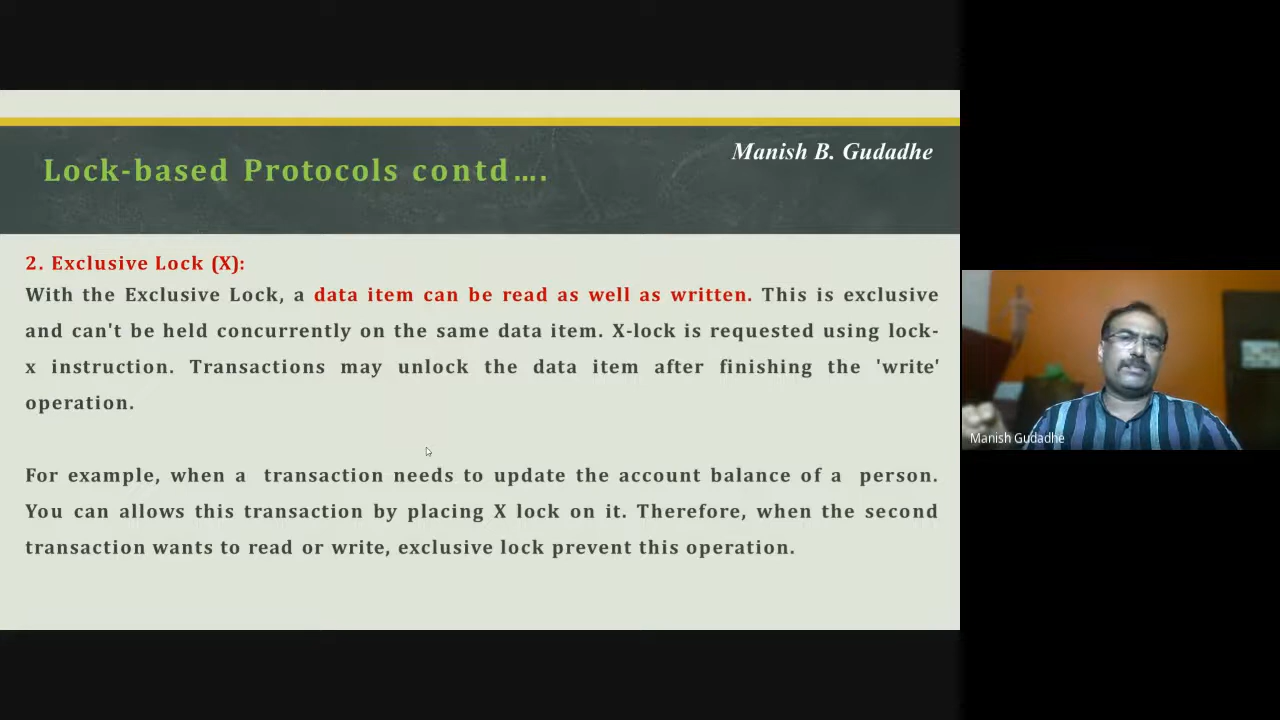 Manish B. Gudadhe
Lock-based Protocols contd….
2. Exclusive Lock (X):
With the Exclusive Lock, a data item can be read as well as written. This is exclusive
and can't be held concurrently on the same data item. X-lock is requested using lock-
x instruction. Transactions may unlock the data item after finishing the 'write'
operation.
For example, when a transaction needs to update the account balance of a person.
You can allows this transaction by placing X lock on it. Therefore, when the second
transaction wants to read or write, exclusive lock prevent this operation.
Manish Gudadhe